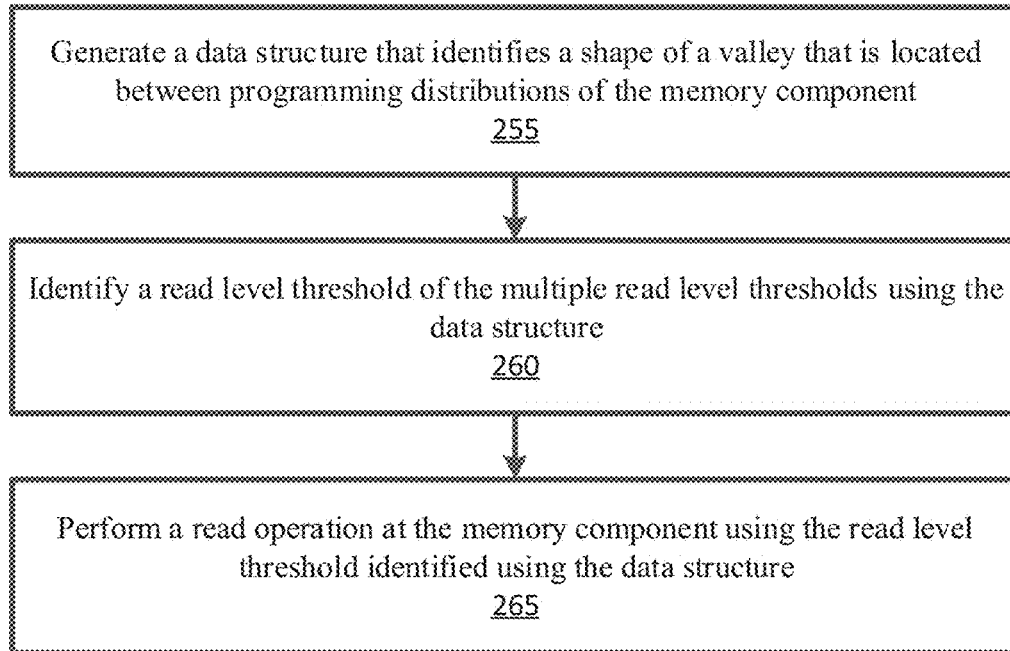 Generate a data structure that identifies a shape of a valley that is located
between programming distributions of the memory component
255
Identify a read level threshold of the multiple read level thresholds using the
data structure
260
Perform a read operation at the memory component using the read level
threshold identified using the data structure
265